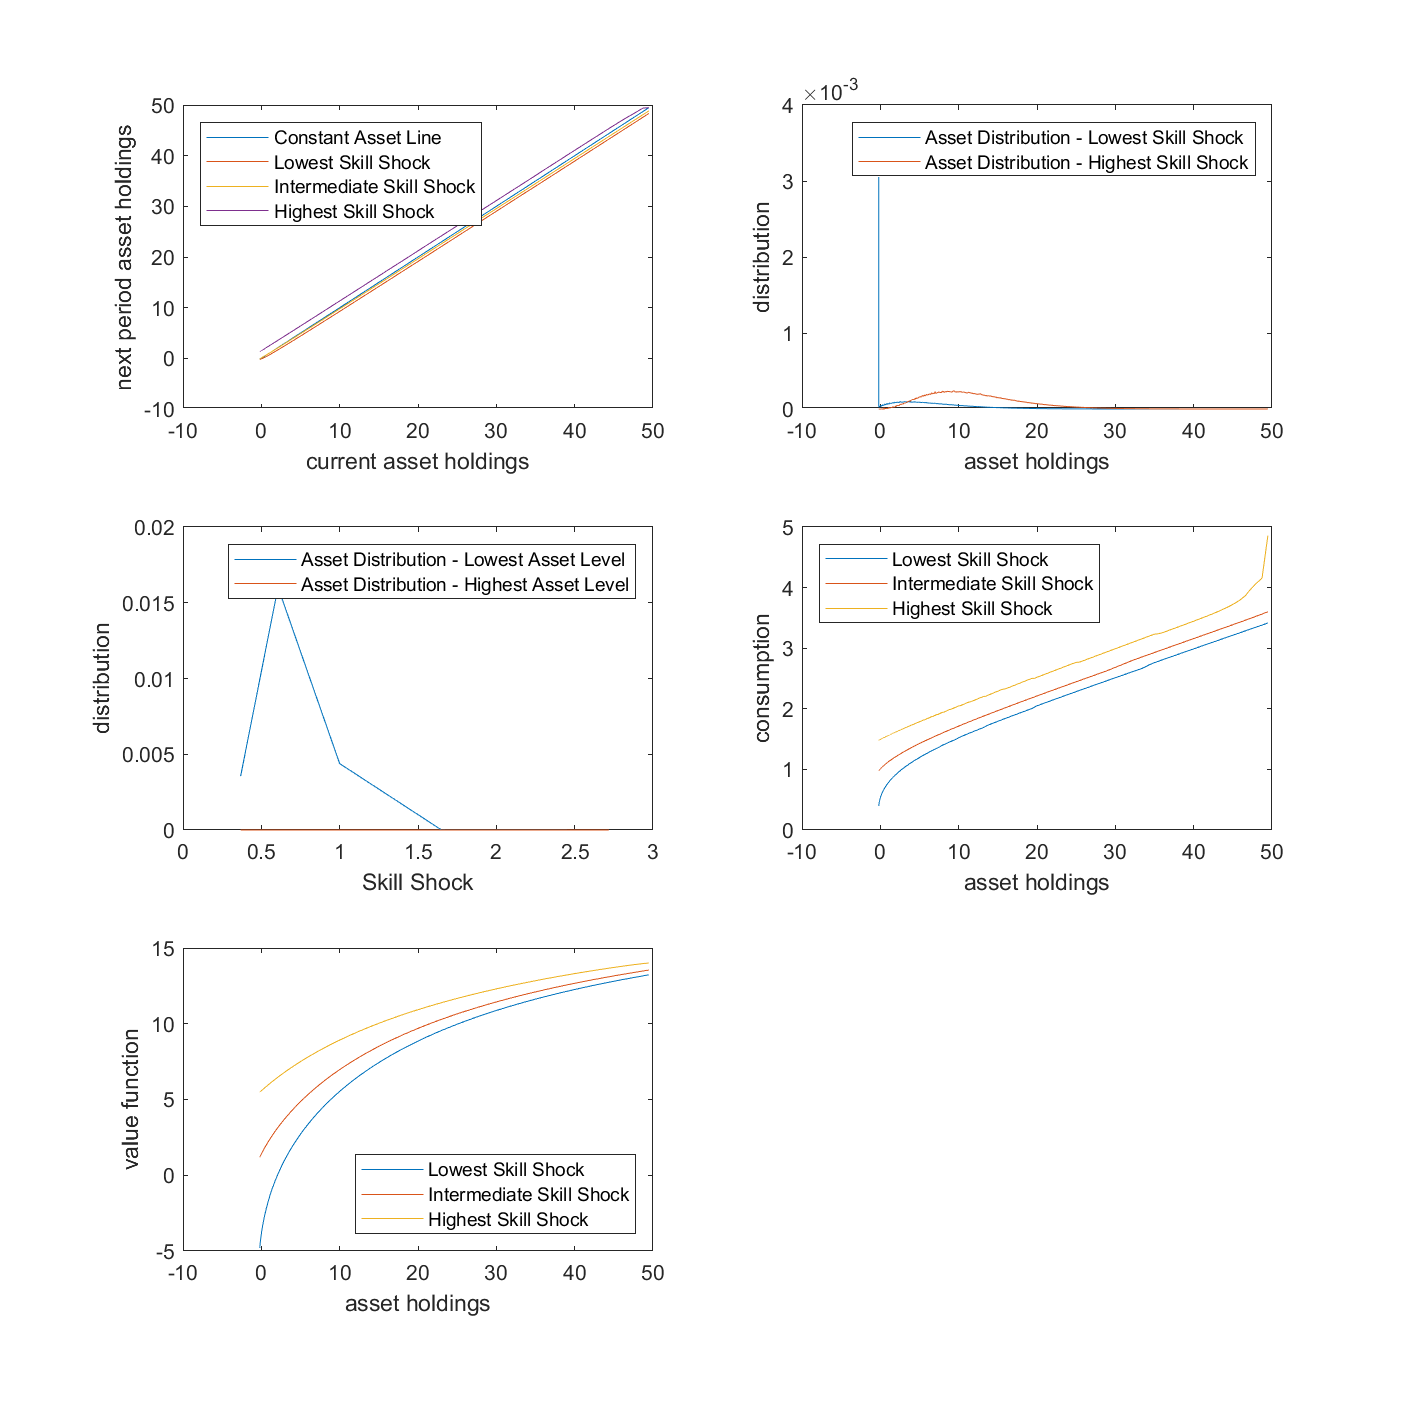 50
40
30
20
10
0
-10
-10
0
10
20
30
40
50
next period asset holdings
current asset holdings
Constant Asset Line
Lowest Skill Shock
Intermediate Skill Shock
Highest Skill Shock
×10-3
4
3
2
1
0
-10
0
10
20
30
40
50
distribution
asset holdings
Asset Distribution - Lowest Skill Shock
Asset Distribution - Highest Skill Shock
0.02
0.015
0.01
0.005
0
0
0.5
1
1.5
2
2.5
3
distribution
Skill Shock
Asset Distribution - Lowest Asset Level
Asset Distribution - Highest Asset Level
5
4
3
2
1
0
-10
0
10
20
30
40
50
consumption
asset holdings
Lowest Skill Shock
Intermediate Skill Shock
Highest Skill Shock
15
10
5
0
-5
-10
0
10
20
30
40
50
value function
asset holdings
Lowest Skill Shock
Intermediate Skill Shock
Highest Skill Shock